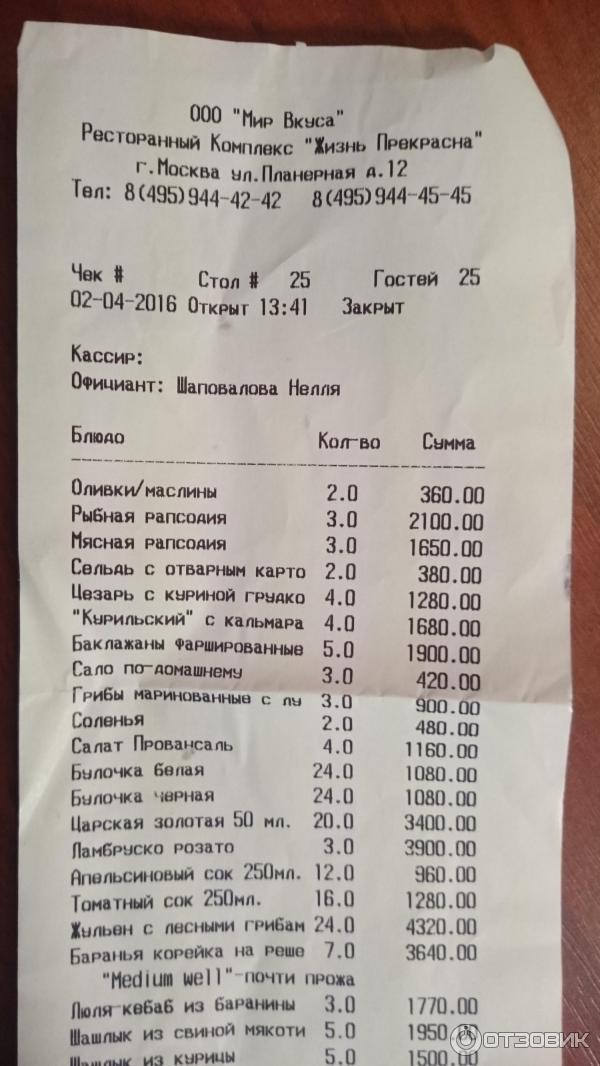 ООО "Мир Вкуса"
Ресторанный Комплекс "Жизнь Прекрасна"
г.Москва ул.Планерная д.12
Тел: 8(495)944-42-42 8(495)944-45-45
Чек # Стол # 25 Гостей 25
02-04-2016 Открыт 13:41 Закрыт
Кассир:
Официант: Шаповалова Нелля
Блюдо Кол-во Сумма
Оливки/маслины 2.0 360.00
Рыбная рапсодия 3.0 2100.00
Мясная рапсодия 3.0 1650.00
Сельдь с отварным карто 2.0 380.00
Цезарь с куриной грудко 4.0 1280.00
"Курильский" с кальмара 4.0 1680.00
Баклажаны фаршированные 5.0 1900.00
Сало по-домашнему 3.0 420.00
Грибы маринованные с лу 3.0 900.00
Соленья 2.0 480.00
Салат Провансаль 4.0 1160.00
Булочка белая 24.0 1080.00
Булочка черная 24.0 1080.00
Царская золотая 50 мл. 20.0 3400.00
Ламбруско розато 3.0 3900.00
Апельсиновый сок 250мл. 12.0 960.00
Томатный сок 250мл. 16.0 1280.00
Жульен с лесными грибам 24.0 4320.00
Баранья корейка на реше 7.0 3640.00
"Medium well"-почти прожа
Люля-кебаб из баранины 3.0 1770.00
Шашлык из свиной мякоти 5.0 1950.00
Шашлык из курицы 5.0 1500.00
ОТЗОВИК